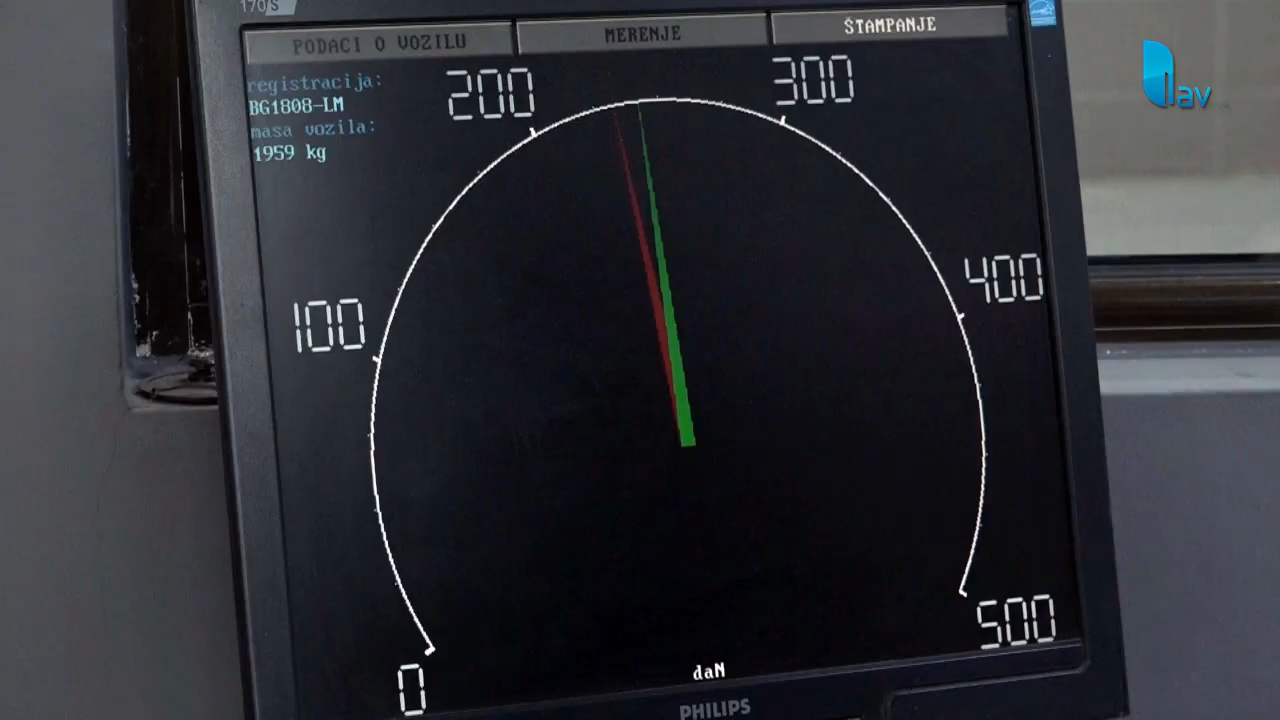 170S
PODACI O VOZILU
MERENJE
ŠTAMPANJE
registracija:
BG1808-LM
masa vozila:
1959 kg
200
300
100
400
0
500
daN
PHILIPS
lav